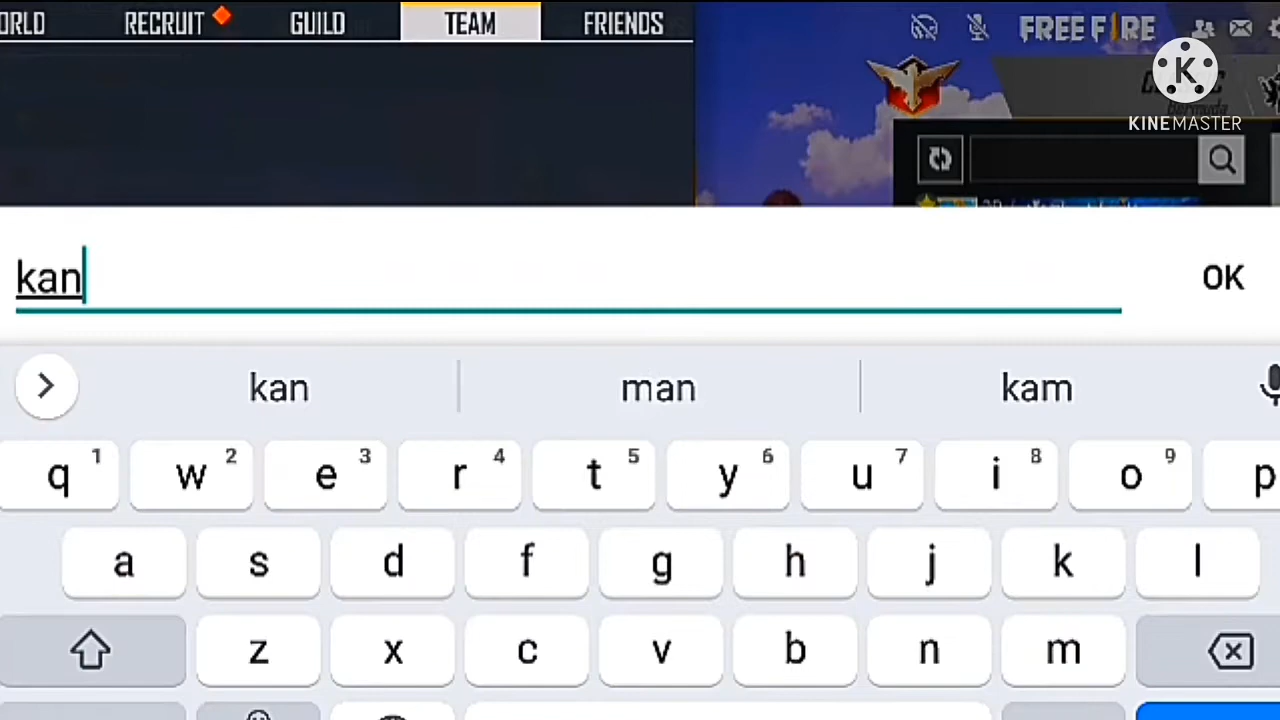 ORLD RECRUIT GUILD TEAM FRIENDS FREE FIRE
K
KINEMASTER
Bermuda
kan OK
kan man kam
q 1 w 2 e 3 r 4 t 5 y 6 u 7 i 8 o 9 p
a s d f g h j k l
z x c v b n m